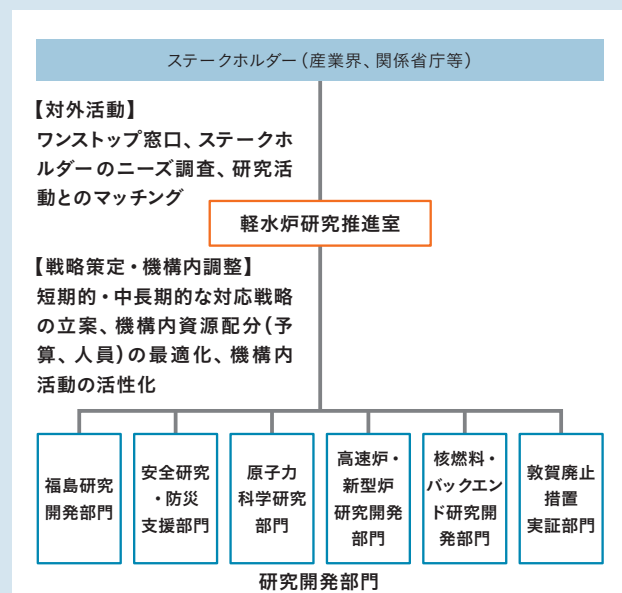 ステークホルダー（産業界、関係省庁等）
【対外活動】
ワンストップ窓口、ステークホ
ルダーのニーズ調査、研究活
動とのマッチング
軽水炉研究推進室
【戦略策定・機構内調整】
短期的・中長期的な対応戦略
の立案、機構内資源配分（予
算、人員）の最適化、機構内
活動の活性化
福島研究
開発部門
安全研究
・防災
支援部門
原子力
科学研究
部門
高速炉・
新型炉
研究開発
部門
核燃料・
バックエン
ド研究開
発部門
敦賀廃止
措置
実証部門
研究開発部門